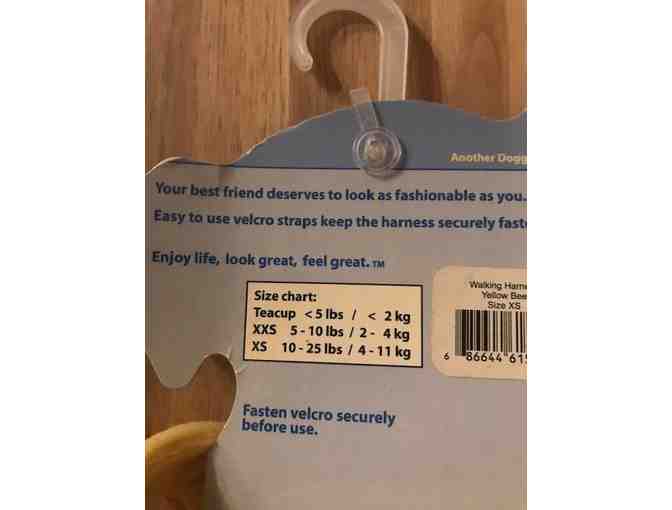 Another Dogg
Your best friend deserves to look as fashionable as you.
Easy to use velcro straps keep the harness securely fast
Enjoy life, look great, feel great.™
Size chart:
Teacup < 5 lbs / < 2 kg
XXS 5 - 10 lbs / 2 - 4 kg
XS 10 - 25 lbs / 4 - 11 kg
Walking Harne
Yellow Bee
Size XS
6 86644 61
Fasten velcro securely
before use.